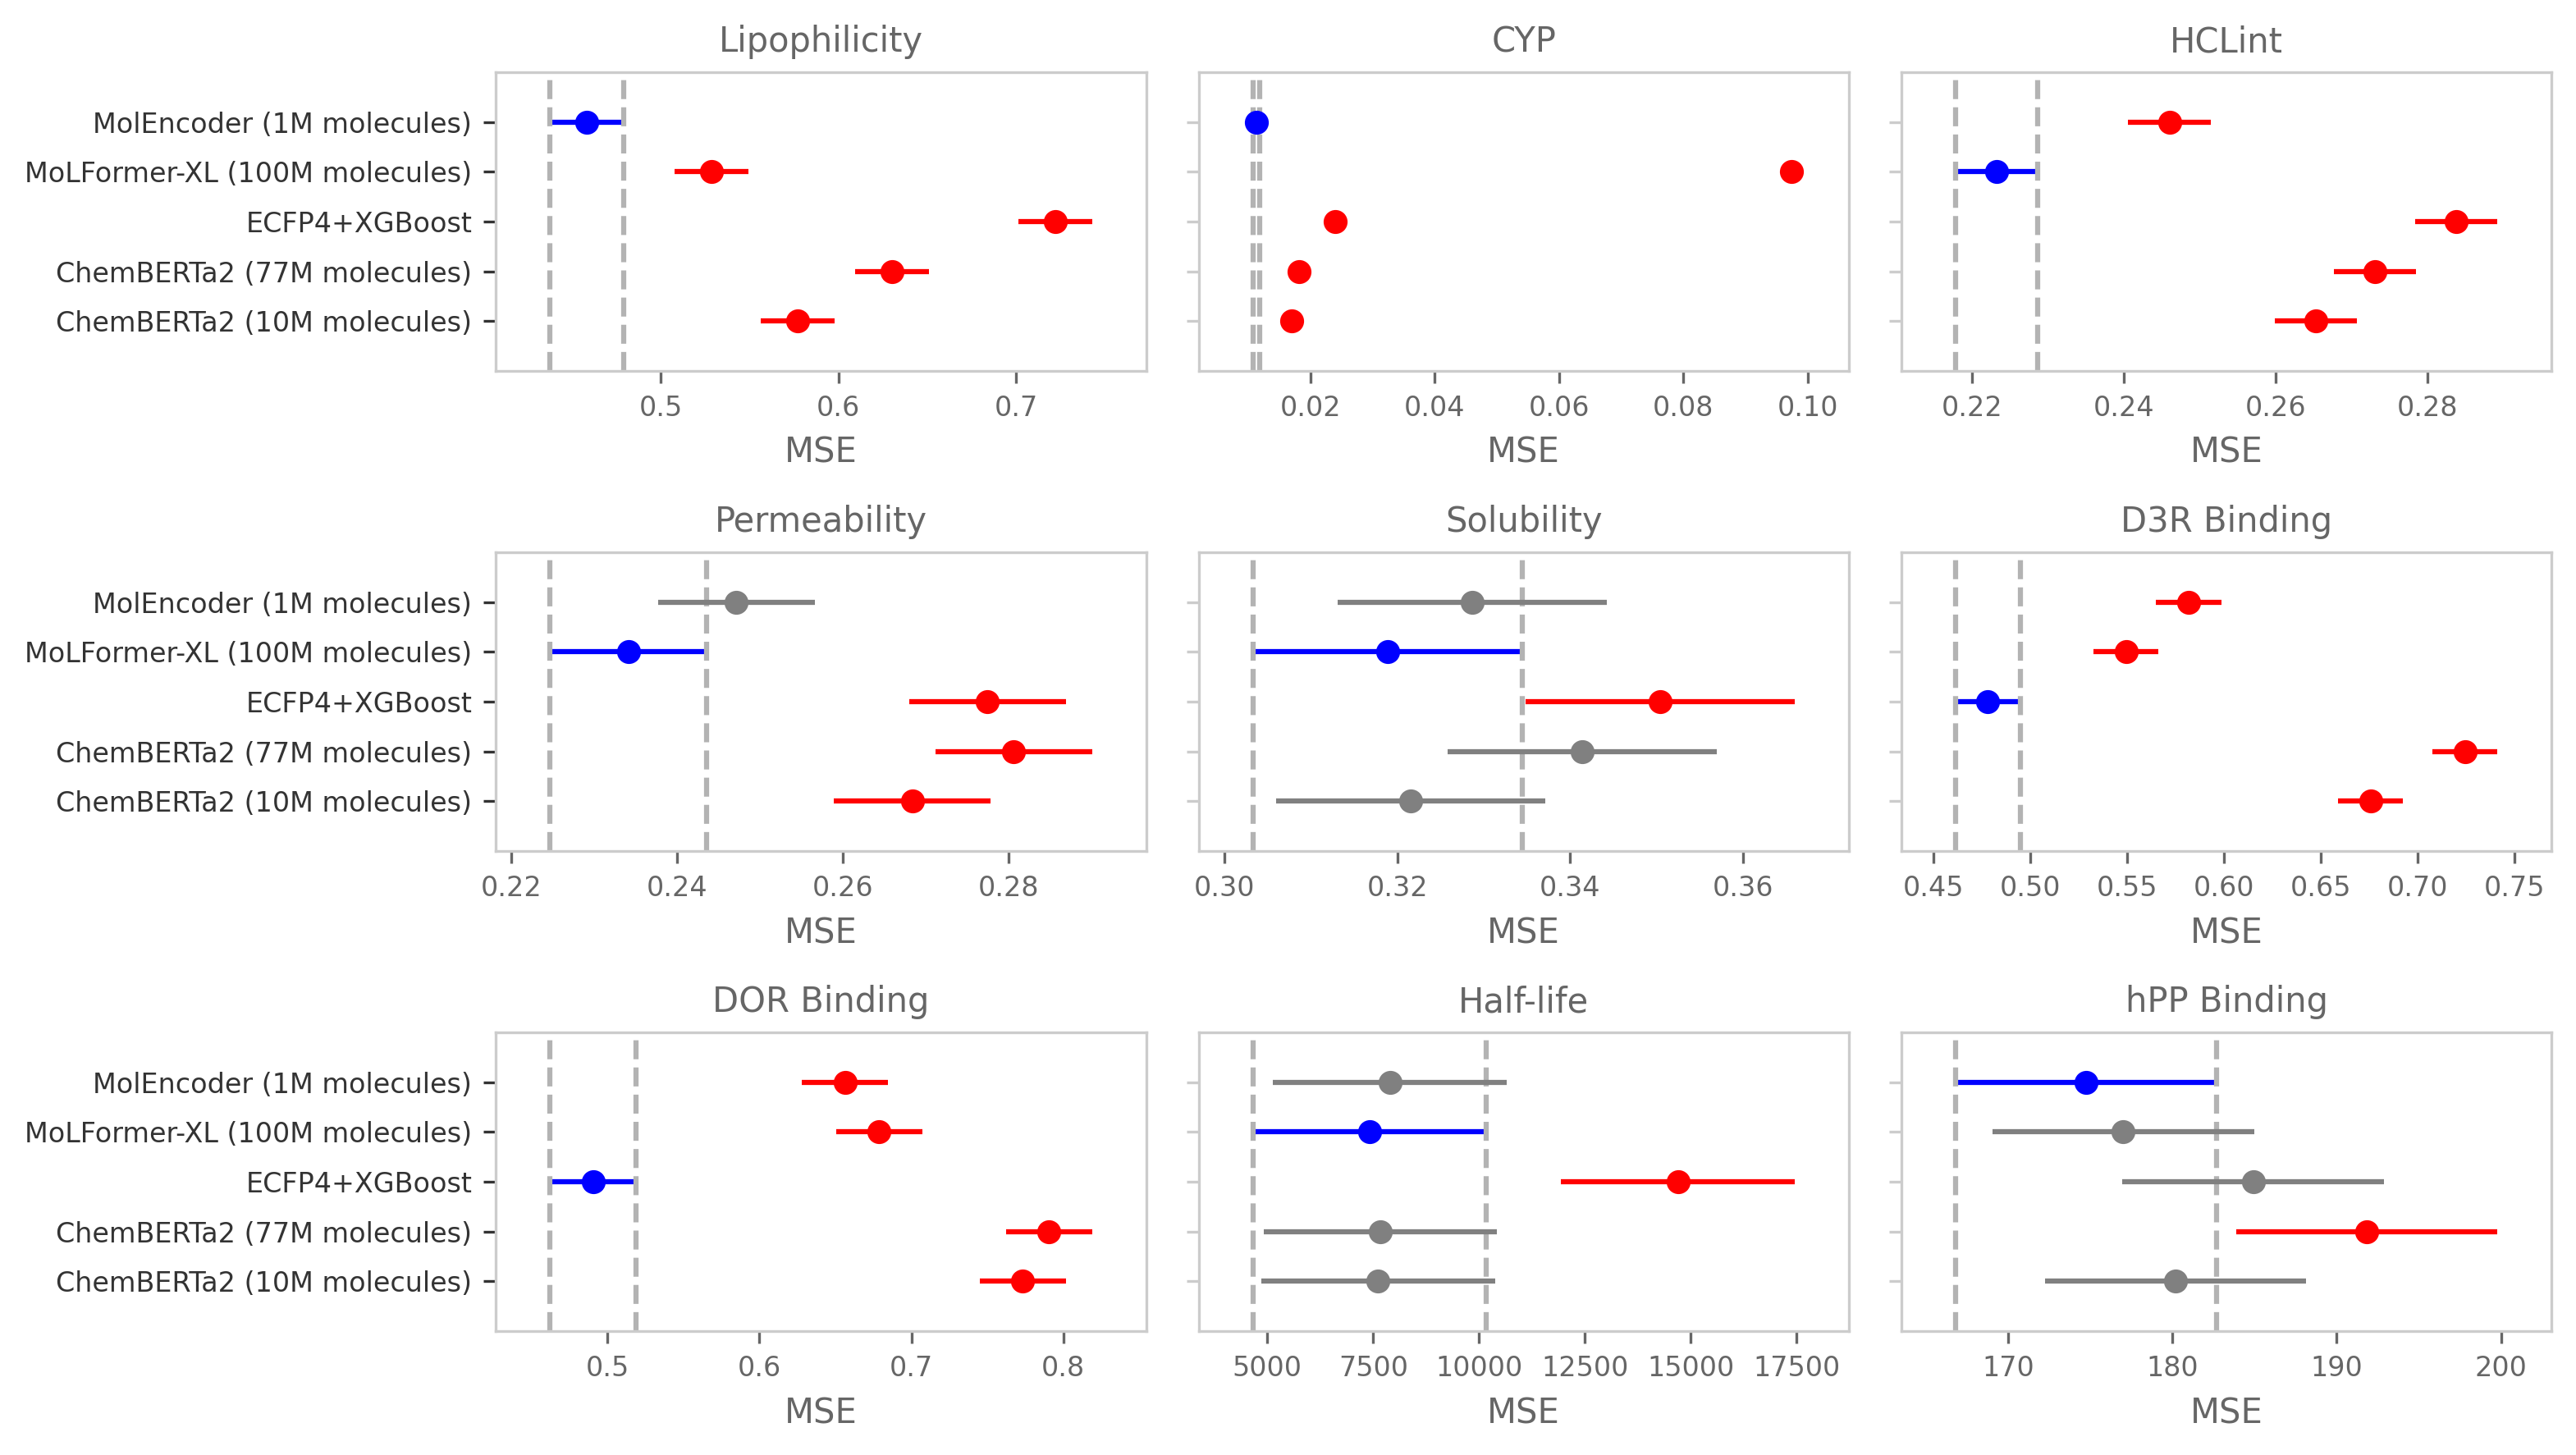 Lipophilicity
MolEncoder (1M molecules)
MoLFormer-XL (100M molecules)
ECFP4+XGBoost
ChemBERTa2 (77M molecules)
ChemBERTa2 (10M molecules)
0.5 0.6 0.7
MSE
CYP
0.02 0.04 0.06 0.08 0.10
MSE
HCLint
0.22 0.24 0.26 0.28
MSE
Permeability
MolEncoder (1M molecules)
MoLFormer-XL (100M molecules)
ECFP4+XGBoost
ChemBERTa2 (77M molecules)
ChemBERTa2 (10M molecules)
0.22 0.24 0.26 0.28
MSE
Solubility
0.30 0.32 0.34 0.36
MSE
D3R Binding
0.45 0.50 0.55 0.60 0.65 0.70 0.75
MSE
DOR Binding
MolEncoder (1M molecules)
MoLFormer-XL (100M molecules)
ECFP4+XGBoost
ChemBERTa2 (77M molecules)
ChemBERTa2 (10M molecules)
0.5 0.6 0.7 0.8
MSE
Half-life
5000 7500 10000 12500 15000 17500
MSE
hPP Binding
170 180 190 200
MSE